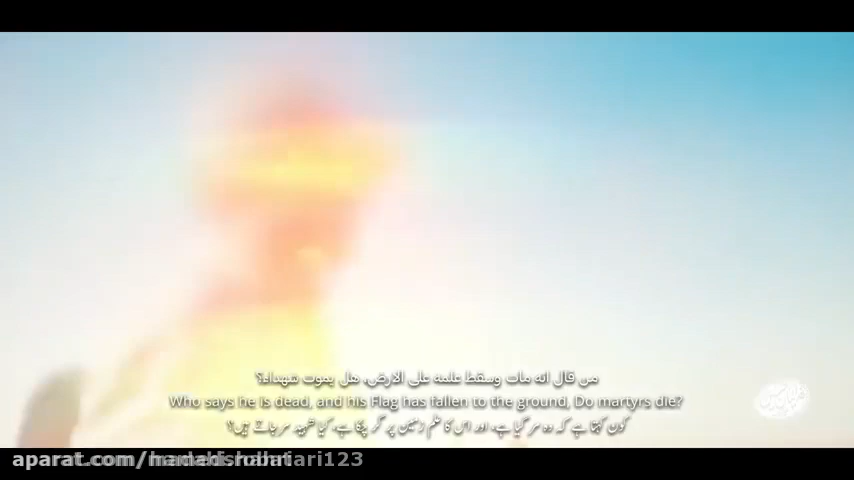 من قال انه مات وسقط علمه على الارض، هل يموت شهداء؟
Who says he is dead, and his Flag has fallen to the ground, Do martyrs die?
کون کہتا ہے کہ وہ مر گیا ہے، اور اس کا علم زمین پر گر چکا ہے، کیا شہید مر جاتے ہیں؟
aparat.com/